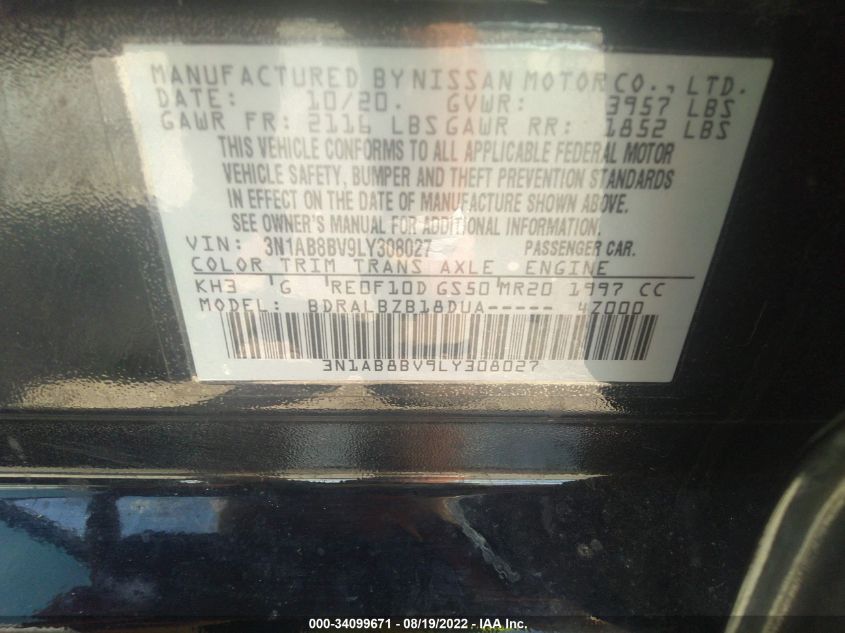 MANUFACTURED BY NISSAN MOTOR CO., LTD.
DATE: 10/20. GVWR: 3957 LBS
GAWR FR: 2116 LBS GAWR RR: 1852 LBS
THIS VEHICLE CONFORMS TO ALL APPLICABLE FEDERAL MOTOR
VEHICLE SAFETY, BUMPER AND THEFT PREVENTION STANDARDS
IN EFFECT ON THE DATE OF MANUFACTURE SHOWN ABOVE.
SEE OWNER'S MANUAL FOR ADDITIONAL INFORMATION.
VIN: 3N1AB8BV9LY308027 PASSENGER CAR.
COLOR TRIM TRANS AXLE ENGINE
KH3 G RE0F10D GS50 MR20 1997 CC
MODEL: BDRALBZB18DUA----- 4Z000
3N1AB8BV9LY308027
000-34099671 - 08/19/2022 - IAA Inc.